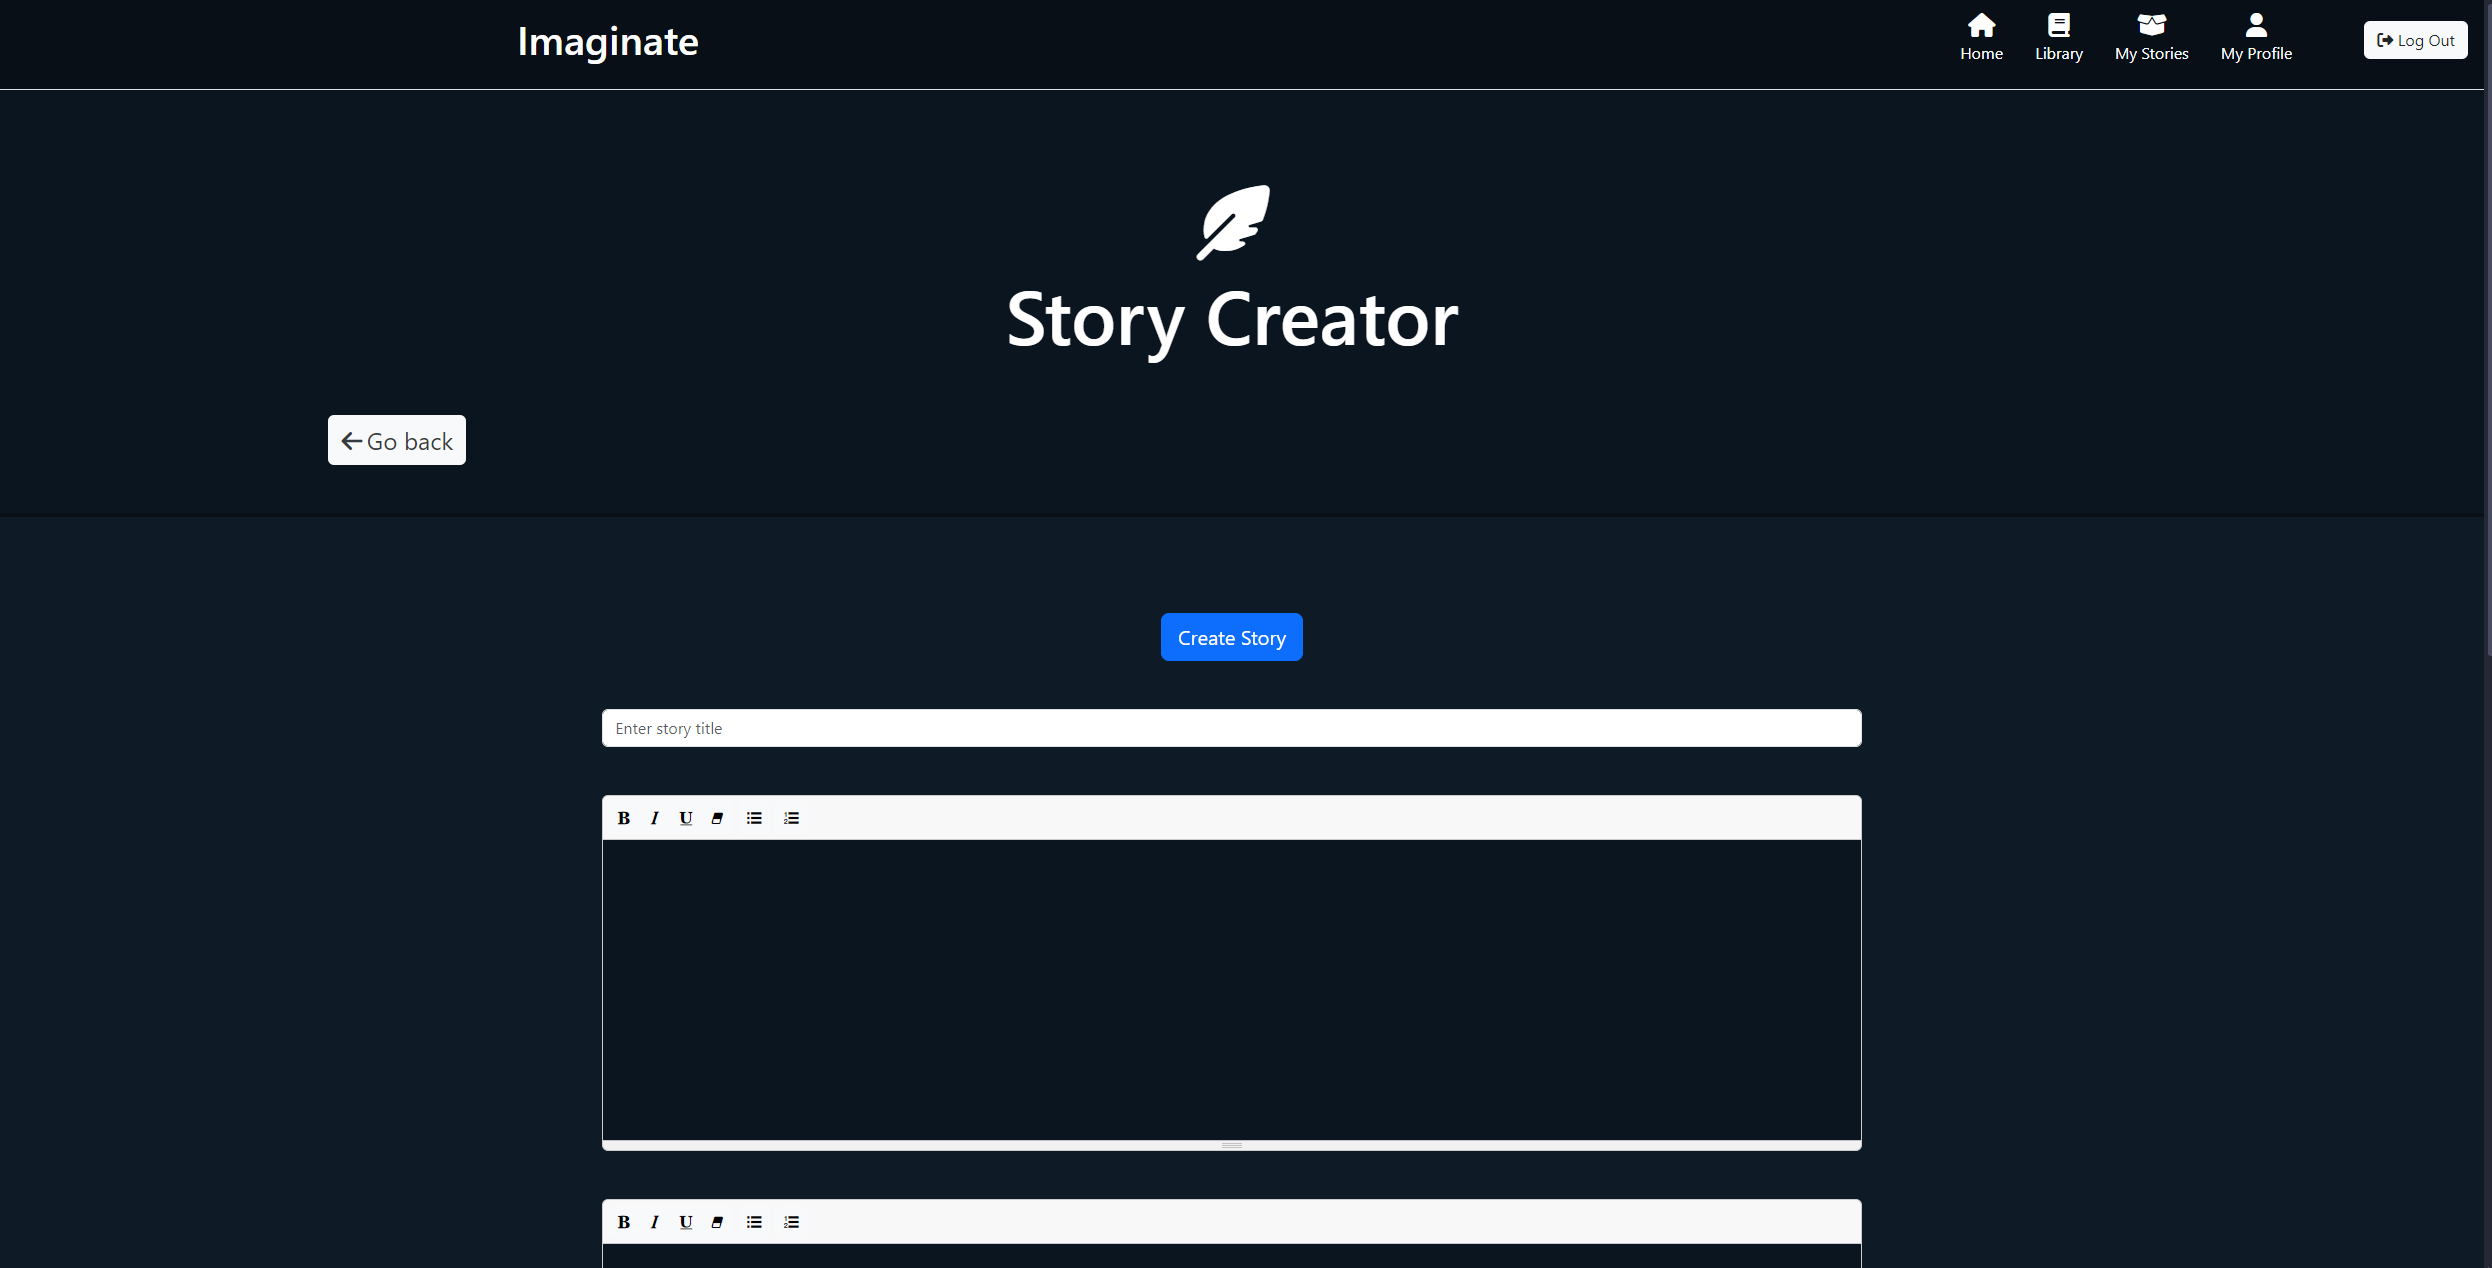 Imaginate
Home
Library
My Stories
My Profile
Log Out
Story Creator
Go back
Create Story
Enter story title
B I U
B I U